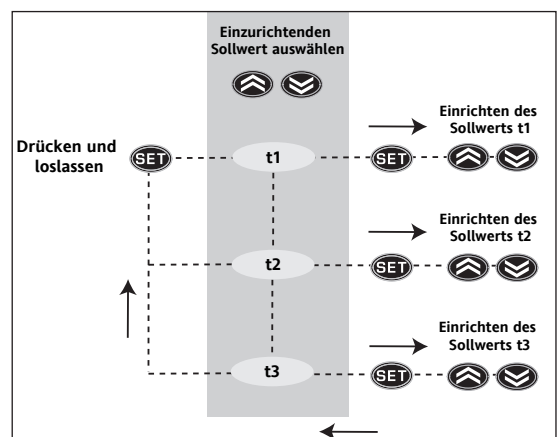 Einzurichtenden
Sollwert auswählen
Einrichten des
Sollwerts t1
Drücken und
loslassen
SET
t1
SET
Einrichten des
Sollwerts t2
t2
SET
Einrichten des
Sollwerts t3
t3
SET